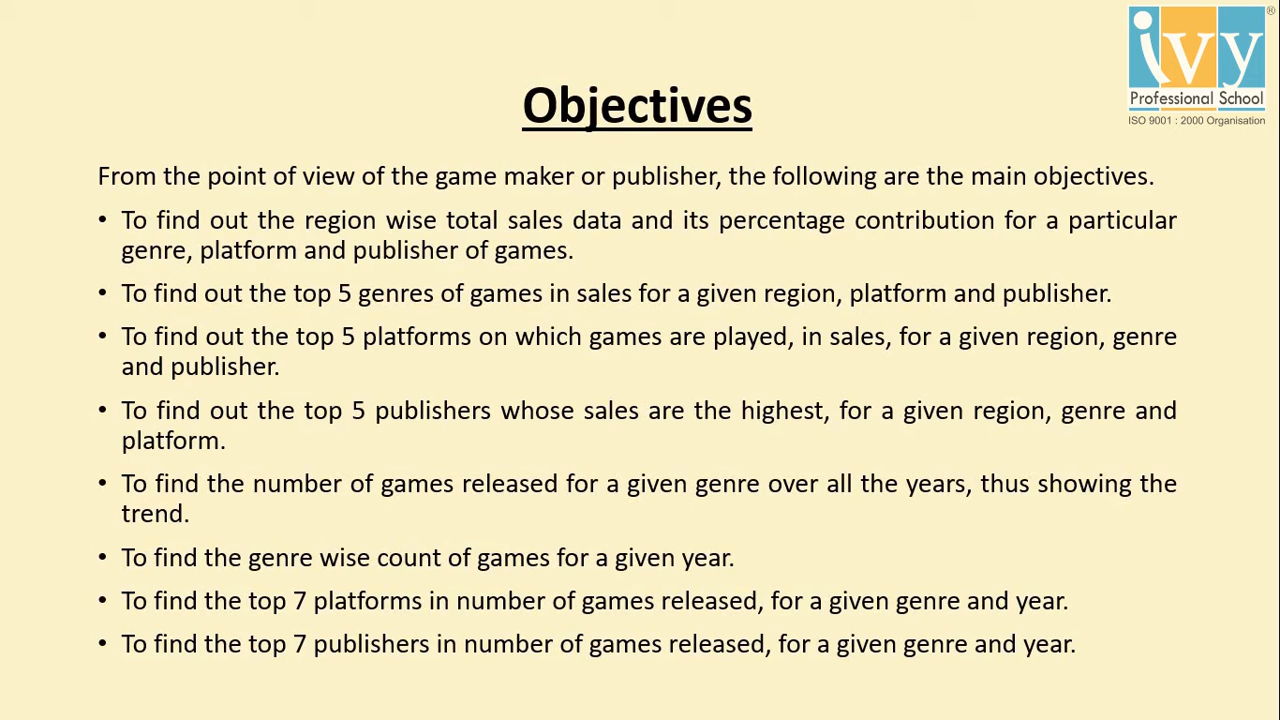 ivy
®
Professional School
ISO 9001 : 2000 Organisation
Objectives
From the point of view of the game maker or publisher, the following are the main objectives.
• To find out the region wise total sales data and its percentage contribution for a particular
genre, platform and publisher of games.
• To find out the top 5 genres of games in sales for a given region, platform and publisher.
• To find out the top 5 platforms on which games are played, in sales, for a given region, genre
and publisher.
• To find out the top 5 publishers whose sales are the highest, for a given region, genre and
platform.
• To find the number of games released for a given genre over all the years, thus showing the
trend.
• To find the genre wise count of games for a given year.
• To find the top 7 platforms in number of games released, for a given genre and year.
• To find the top 7 publishers in number of games released, for a given genre and year.